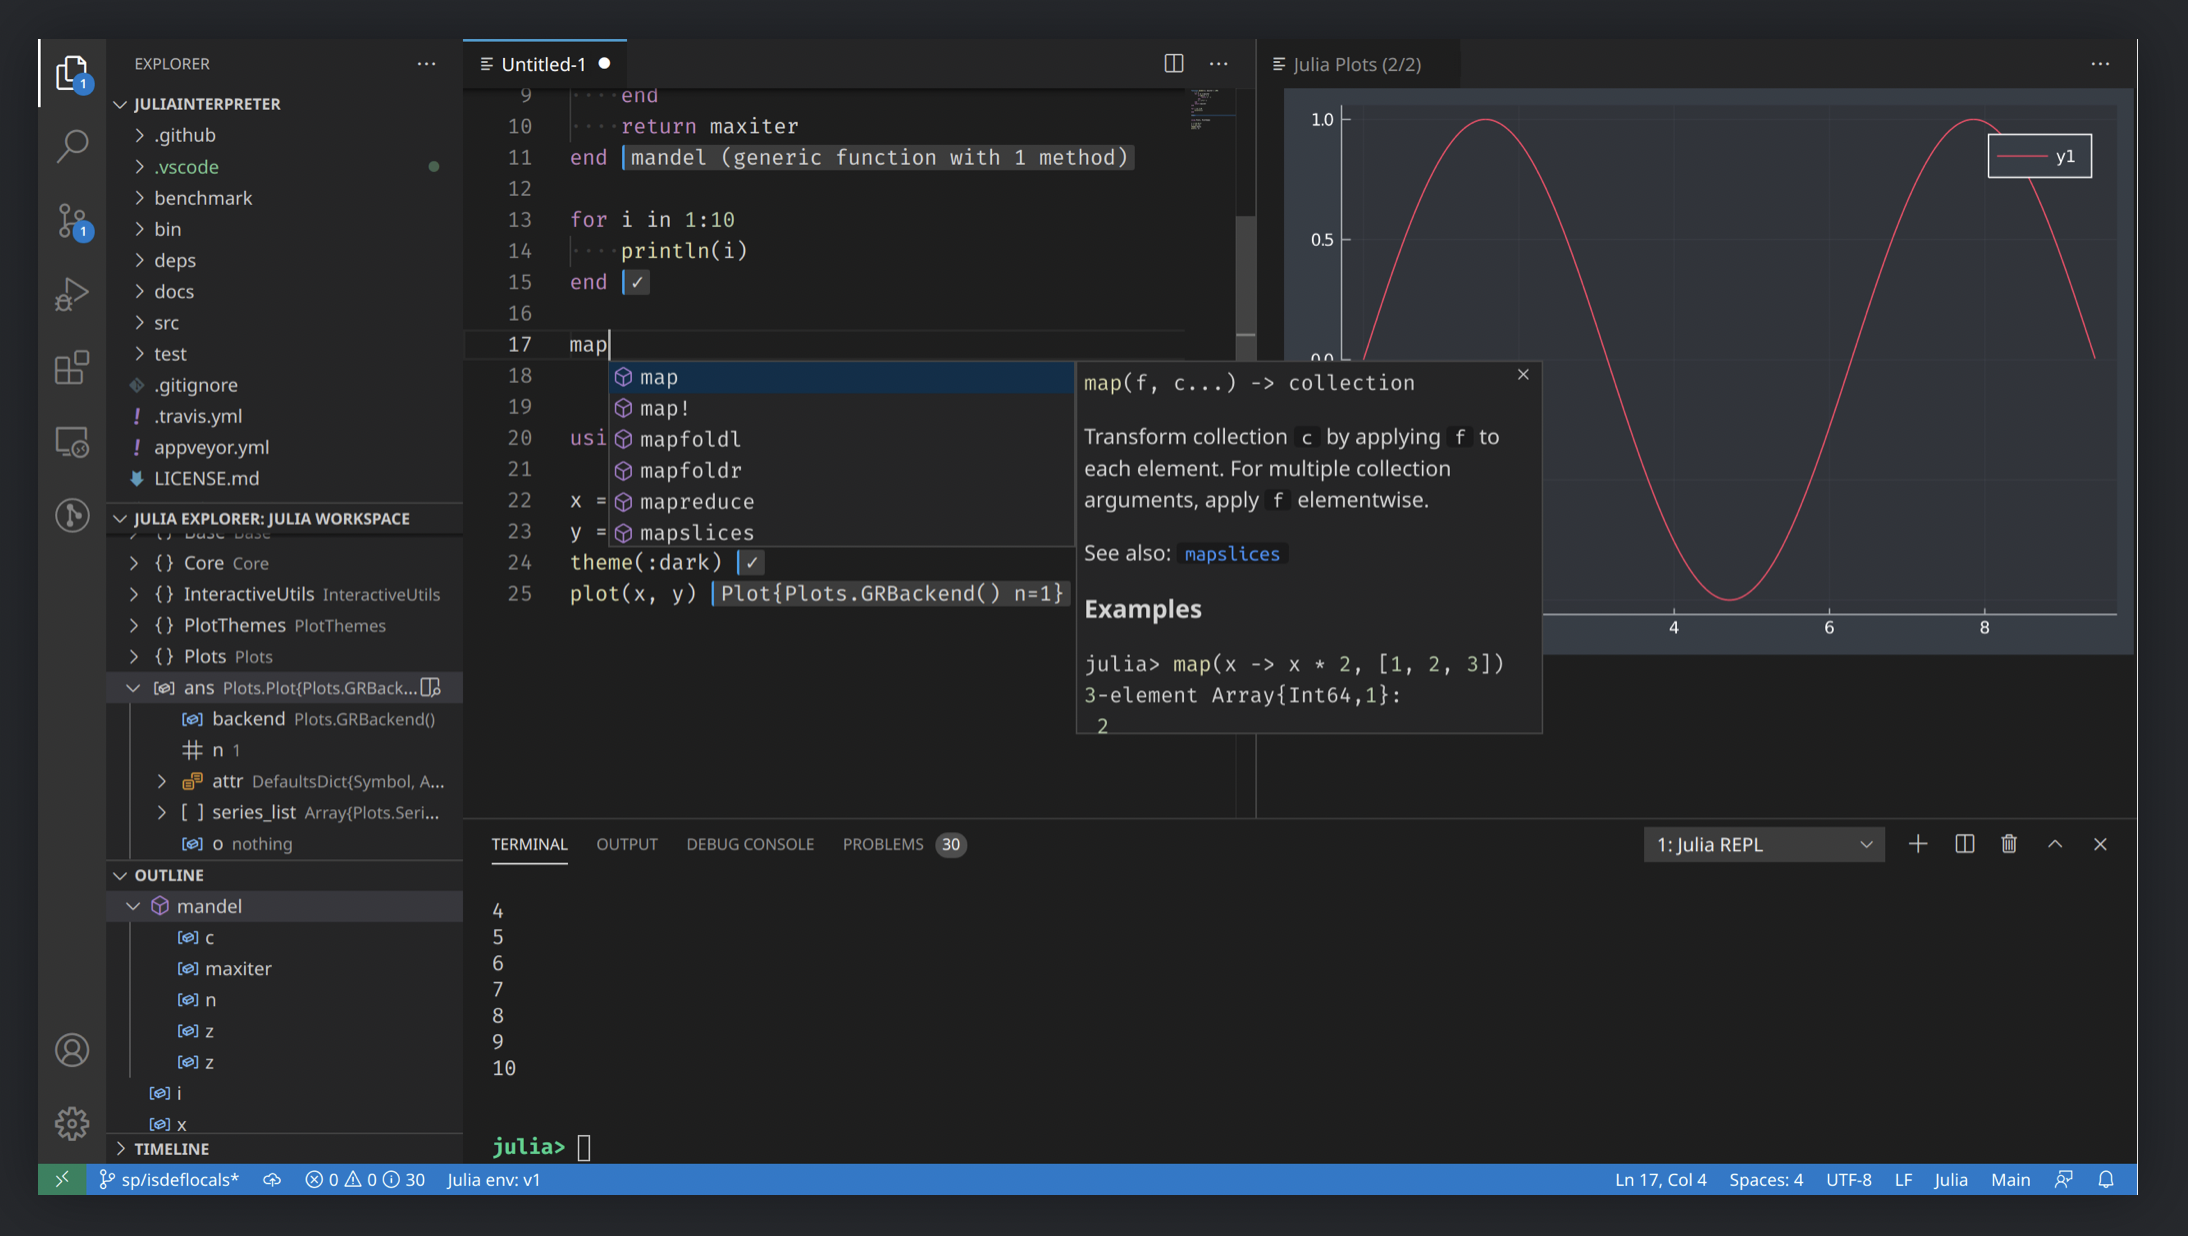 EXPLORER
JULIAINTERPRETER
.github
.vscode
benchmark
bin
deps
docs
src
test
.gitignore
! .travis.yml
! appveyor.yml
LICENSE.md
JULIA EXPLORER: JULIA WORKSPACE
{} Base Base
{} Core Core
{} InteractiveUtils InteractiveUtils
{} PlotThemes PlotThemes
{} Plots Plots
ans Plots.Plot{Plots.GRBack...
backend Plots.GRBackend()
n 1
attr DefaultsDict{Symbol, A...
[ ] series_list Array{Plots.Seri...
o nothing
OUTLINE
mandel
c
maxiter
n
z
z
i
x
TIMELINE
1
1
Untitled-1
9 end
10 return maxiter
11 end mandel (generic function with 1 method)
12
13 for i in 1:10
14 println(i)
15 end ✓
16
17 map
18
19
20 usi
21
22 x =
23 y =
24 theme(:dark) ✓
25 plot(x, y) Plot{Plots.GRBackend() n=1}
map
map!
mapfoldl
mapfoldr
mapreduce
mapslices
map(f, c...) -> collection
Transform collection c by applying f to
each element. For multiple collection
arguments, apply f elementwise.
See also: mapslices
Examples
julia> map(x -> x * 2, [1, 2, 3])
3-element Array{Int64,1}:
2
Julia Plots (2/2)
1.0
y1
0.5
0.0
4 6 8
TERMINAL OUTPUT DEBUG CONSOLE PROBLEMS 30
1: Julia REPL
4
5
6
7
8
9
10
julia>
sp/isdeflocals* 0 0 30 Julia env: v1
Ln 17, Col 4 Spaces: 4 UTF-8 LF Julia Main